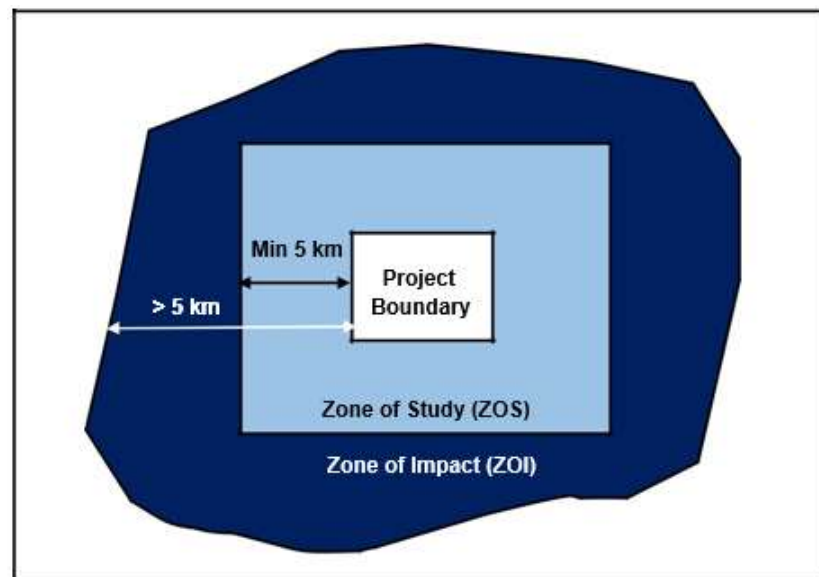 Min 5 km
Project
Boundary
> 5 km
Zone of Study (ZOS)
Zone of Impact (ZOI)